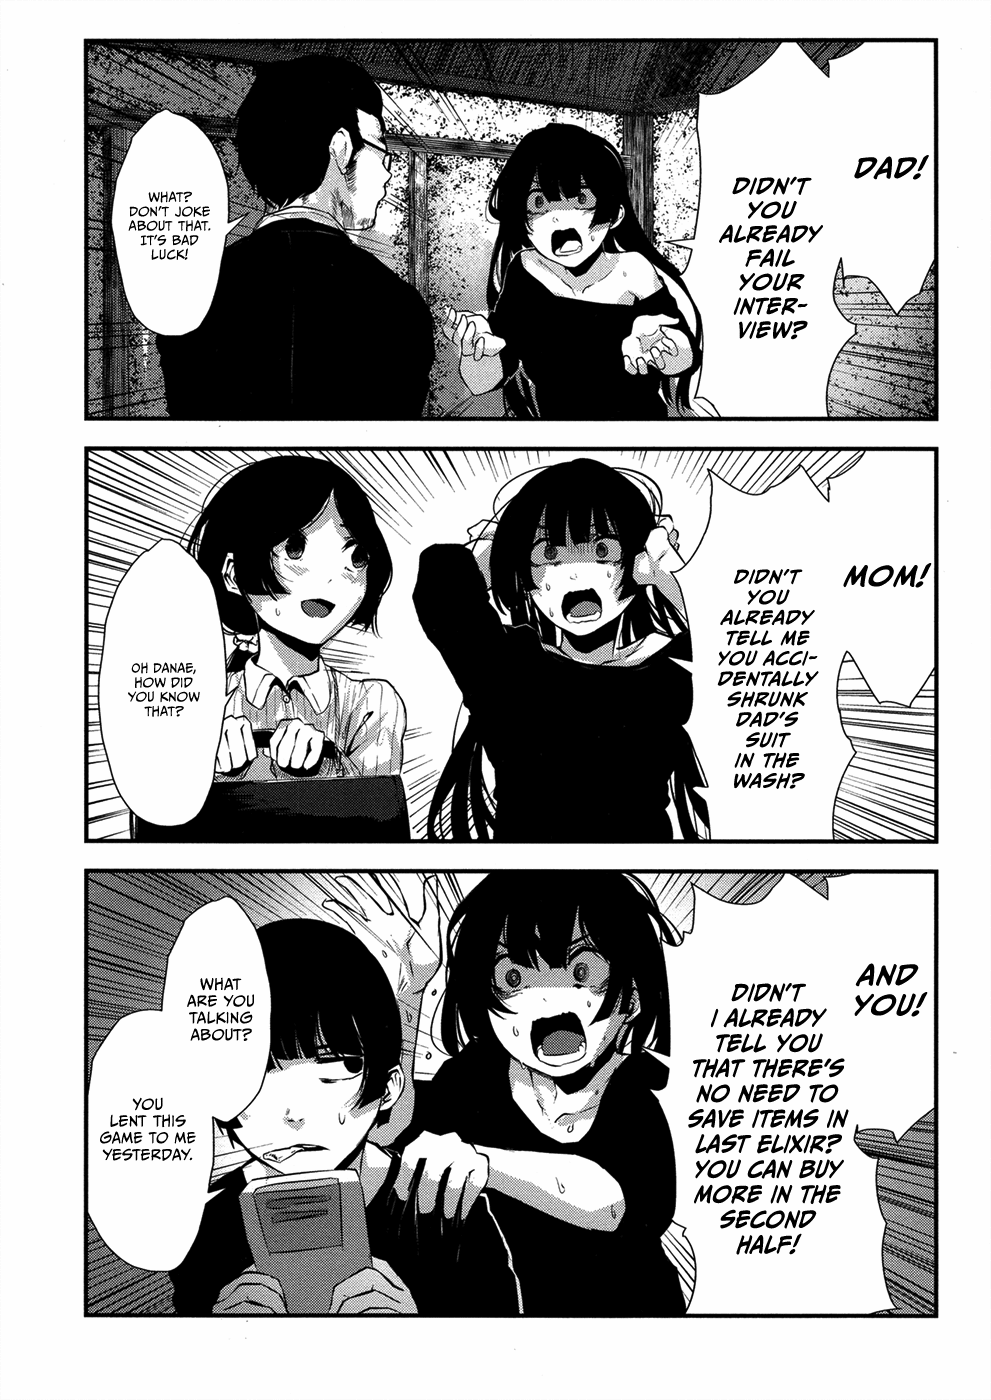 DAD!
DIDN'T
YOU
ALREADY
FAIL
YOUR
INTER-
VIEW?
WHAT?
DON'T JOKE
ABOUT THAT.
IT'S BAD
LUCK!
MOM!
DIDN'T
YOU
ALREADY
TELL ME
YOU ACCI-
DENTALLY
SHRUNK
DAD'S
SUIT
IN THE
WASH?
OH DANAE,
HOW DID
YOU KNOW
THAT?
AND
YOU!
DIDN'T
I ALREADY
TELL YOU
THAT THERE'S
NO NEED TO
SAVE ITEMS IN
LAST ELIXIR?
YOU CAN BUY
MORE IN THE
SECOND
HALF!
WHAT
ARE YOU
TALKING
ABOUT?
YOU
LENT THIS
GAME TO ME
YESTERDAY.